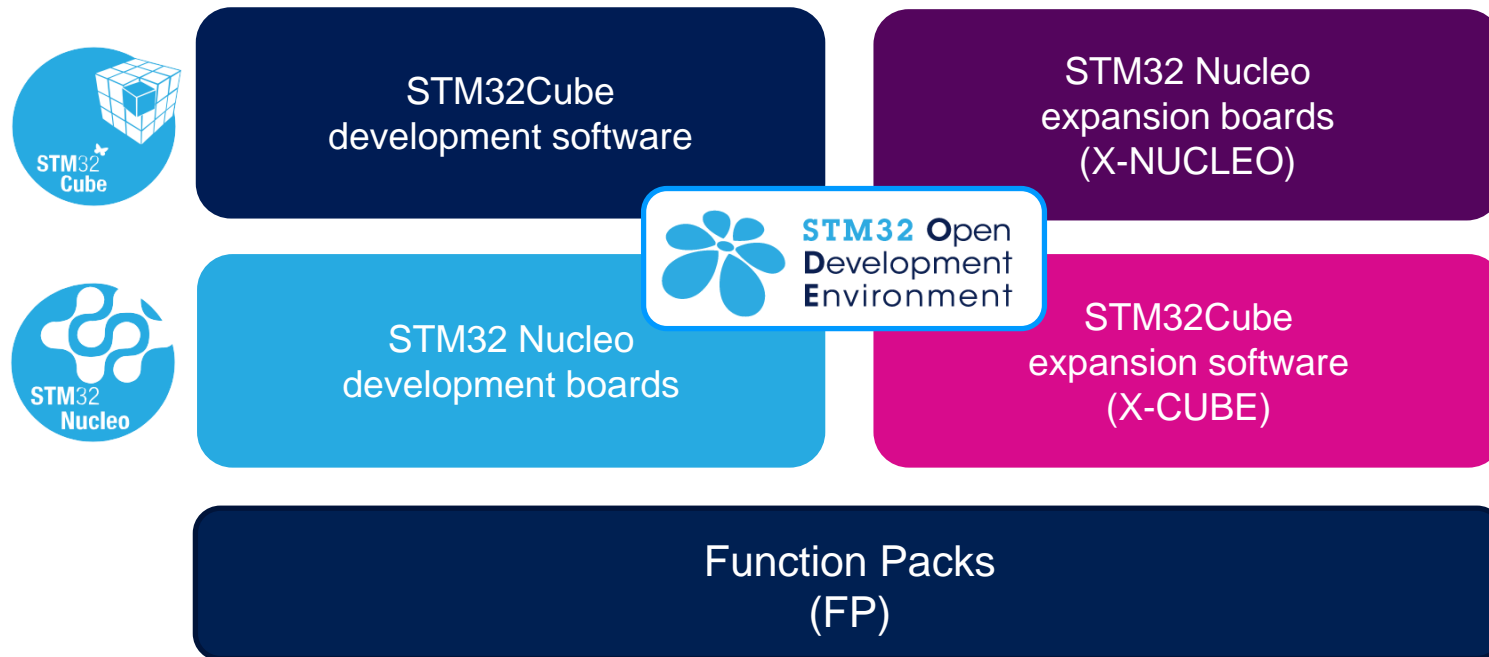 STM32
Cube
STM32Cube
development software
STM32 Nucleo
expansion boards
(X-NUCLEO)
STM32 Open
Development
Environment
STM32
Nucleo
STM32 Nucleo
development boards
STM32Cube
expansion software
(X-CUBE)
Function Packs
(FP)